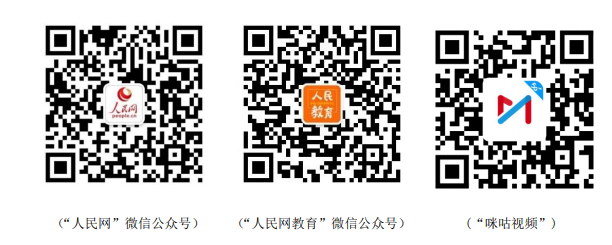 人民网
people.cn
人民
教育
(“人民网”微信公众号)
(“人民网教育”微信公众号)
(“咪咕视频”)